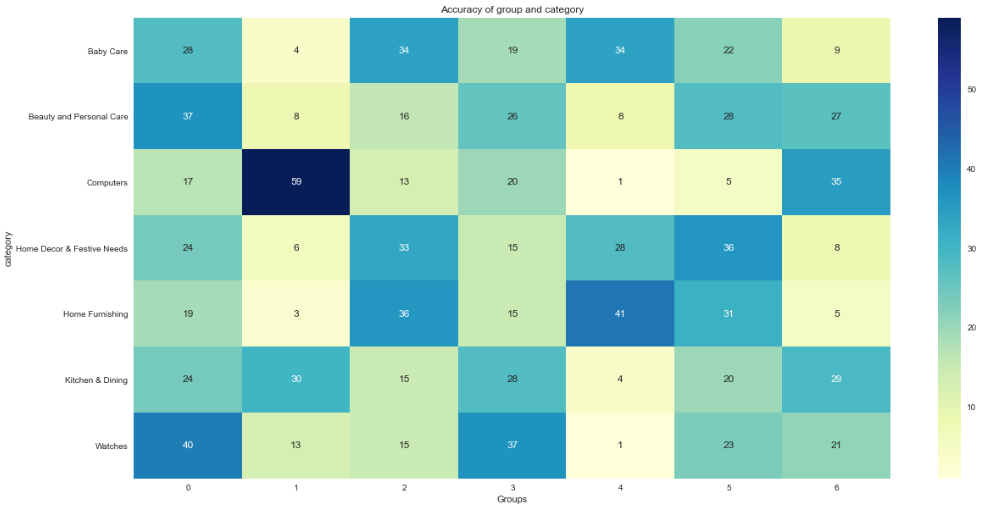 Accuracy of group and category
Baby Care 28 4 34 19 34 22 9
Beauty and Personal Care 37 8 16 26 8 28 27
Computers 17 59 13 20 1 5 35
Home Decor & Festive Needs 24 6 33 15 28 36 8
Home Furnishing 19 3 36 15 41 31 5
Kitchen & Dining 24 30 15 28 4 20 29
Watches 40 13 15 37 1 23 21
0 1 2 3 4 5 6
Groups
category
50
40
30
20
10